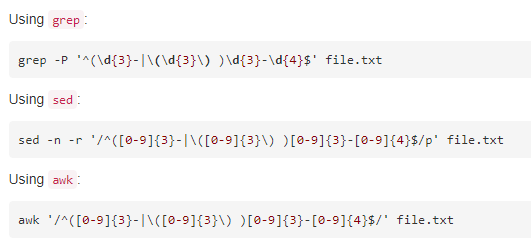 Using grep :
grep -P '^(\d{3}-|\(\d{3}\) )\d{3}-\d{4}$' file.txt
Using sed :
sed -n -r '/^([0-9]{3}-|\([0-9]{3}\) )[0-9]{3}-[0-9]{4}$/p' file.txt
Using awk :
awk '/^([0-9]{3}-|\([0-9]{3}\) )[0-9]{3}-[0-9]{4}$/' file.txt